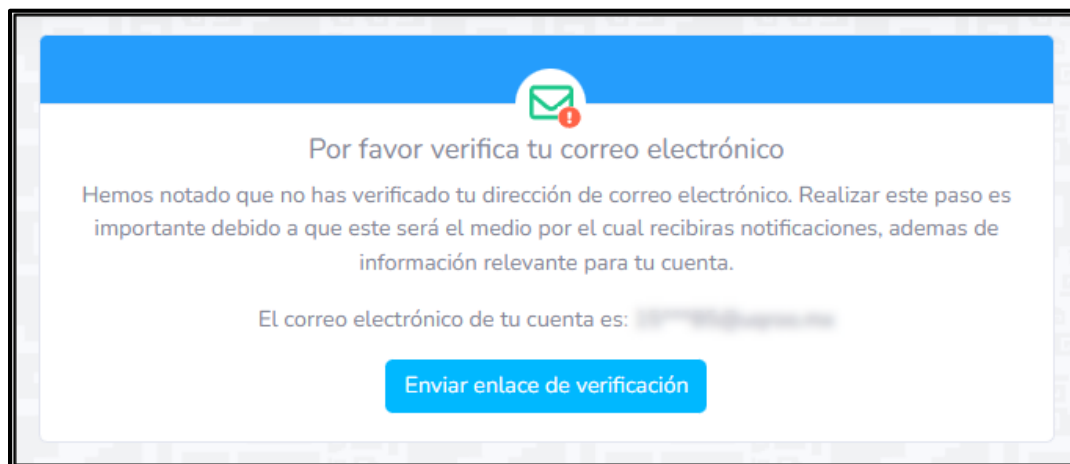 Por favor verifica tu correo electrónico
Hemos notado que no has verificado tu dirección de correo electrónico. Realizar este paso es
importante debido a que este será el medio por el cual recibiras notificaciones, ademas de
información relevante para tu cuenta.
El correo electrónico de tu cuenta es:
Enviar enlace de verificación